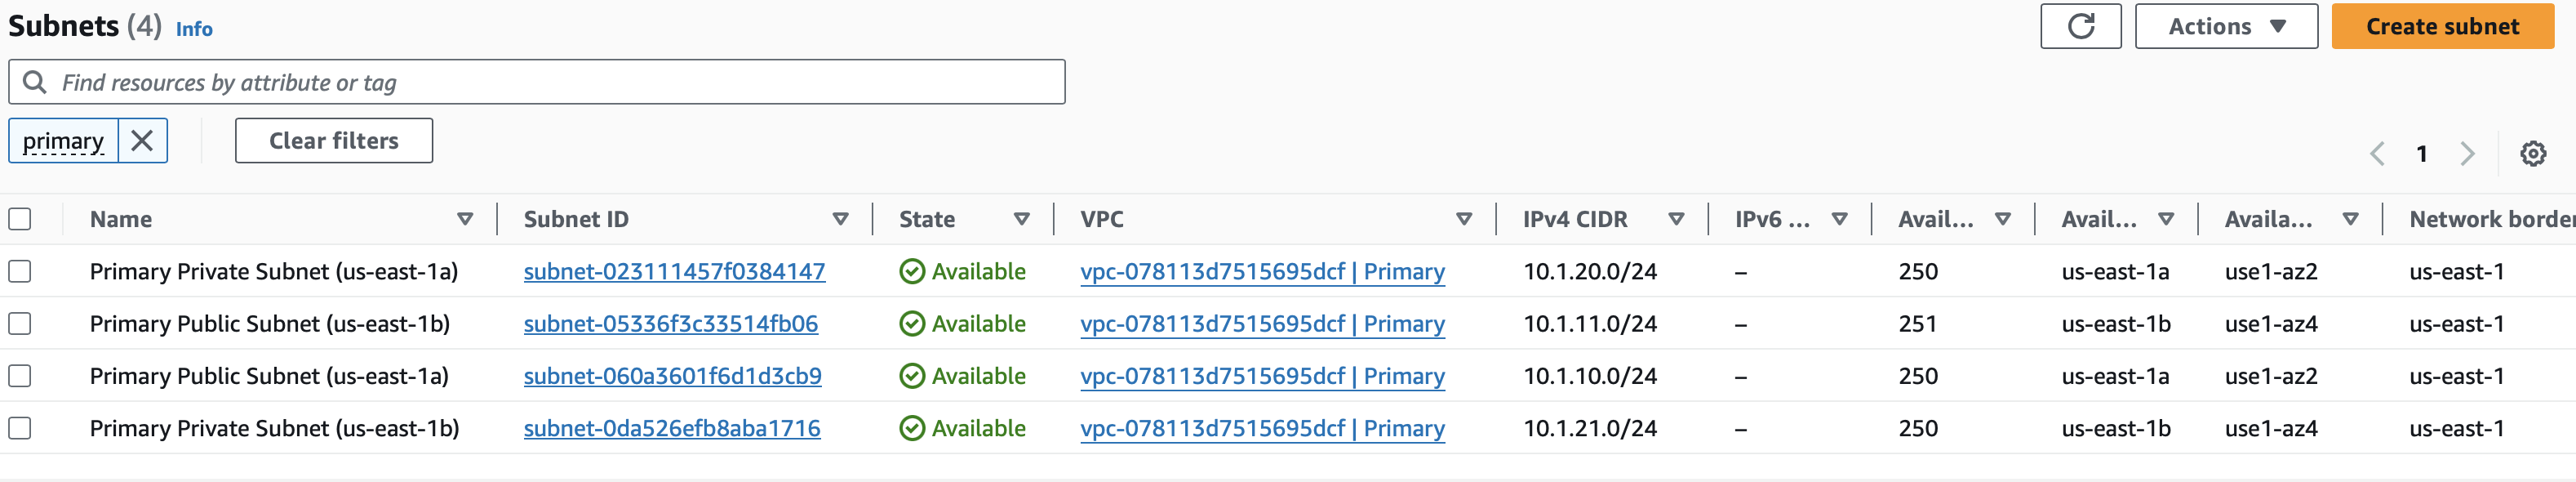 Subnets (4) Info
Actions
Create subnet
Find resources by attribute or tag
primary
Clear filters
1
Name Subnet ID State VPC IPv4 CIDR IPv6 ... Avail... Avail... Availa... Network border
Primary Private Subnet (us-east-1a) subnet-023111457f0384147 Available vpc-078113d7515695dcf | Primary 10.1.20.0/24 – 250 us-east-1a use1-az2 us-east-1
Primary Public Subnet (us-east-1b) subnet-05336f3c33514fb06 Available vpc-078113d7515695dcf | Primary 10.1.11.0/24 – 251 us-east-1b use1-az4 us-east-1
Primary Public Subnet (us-east-1a) subnet-060a3601f6d1d3cb9 Available vpc-078113d7515695dcf | Primary 10.1.10.0/24 – 250 us-east-1a use1-az2 us-east-1
Primary Private Subnet (us-east-1b) subnet-0da526efb8aba1716 Available vpc-078113d7515695dcf | Primary 10.1.21.0/24 – 250 us-east-1b use1-az4 us-east-1